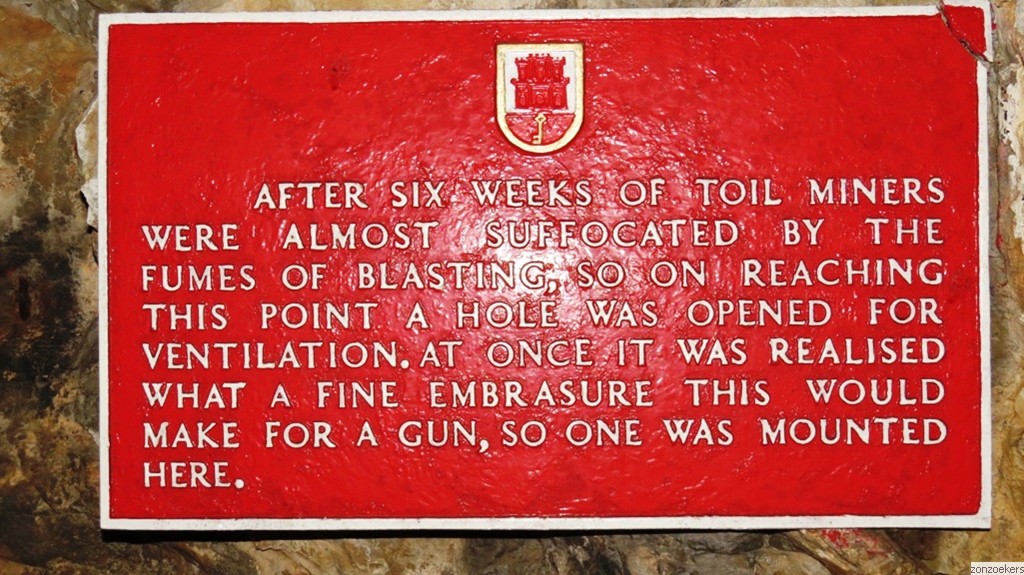 AFTER SIX WEEKS OF TOIL MINERS
WERE ALMOST SUFFOCATED BY THE
FUMES OF BLASTING, SO ON REACHING
THIS POINT A HOLE WAS OPENED FOR
VENTILATION. AT ONCE IT WAS REALISED
WHAT A FINE EMBRASURE THIS WOULD
MAKE FOR A GUN, SO ONE WAS MOUNTED
HERE.
zonzoekers